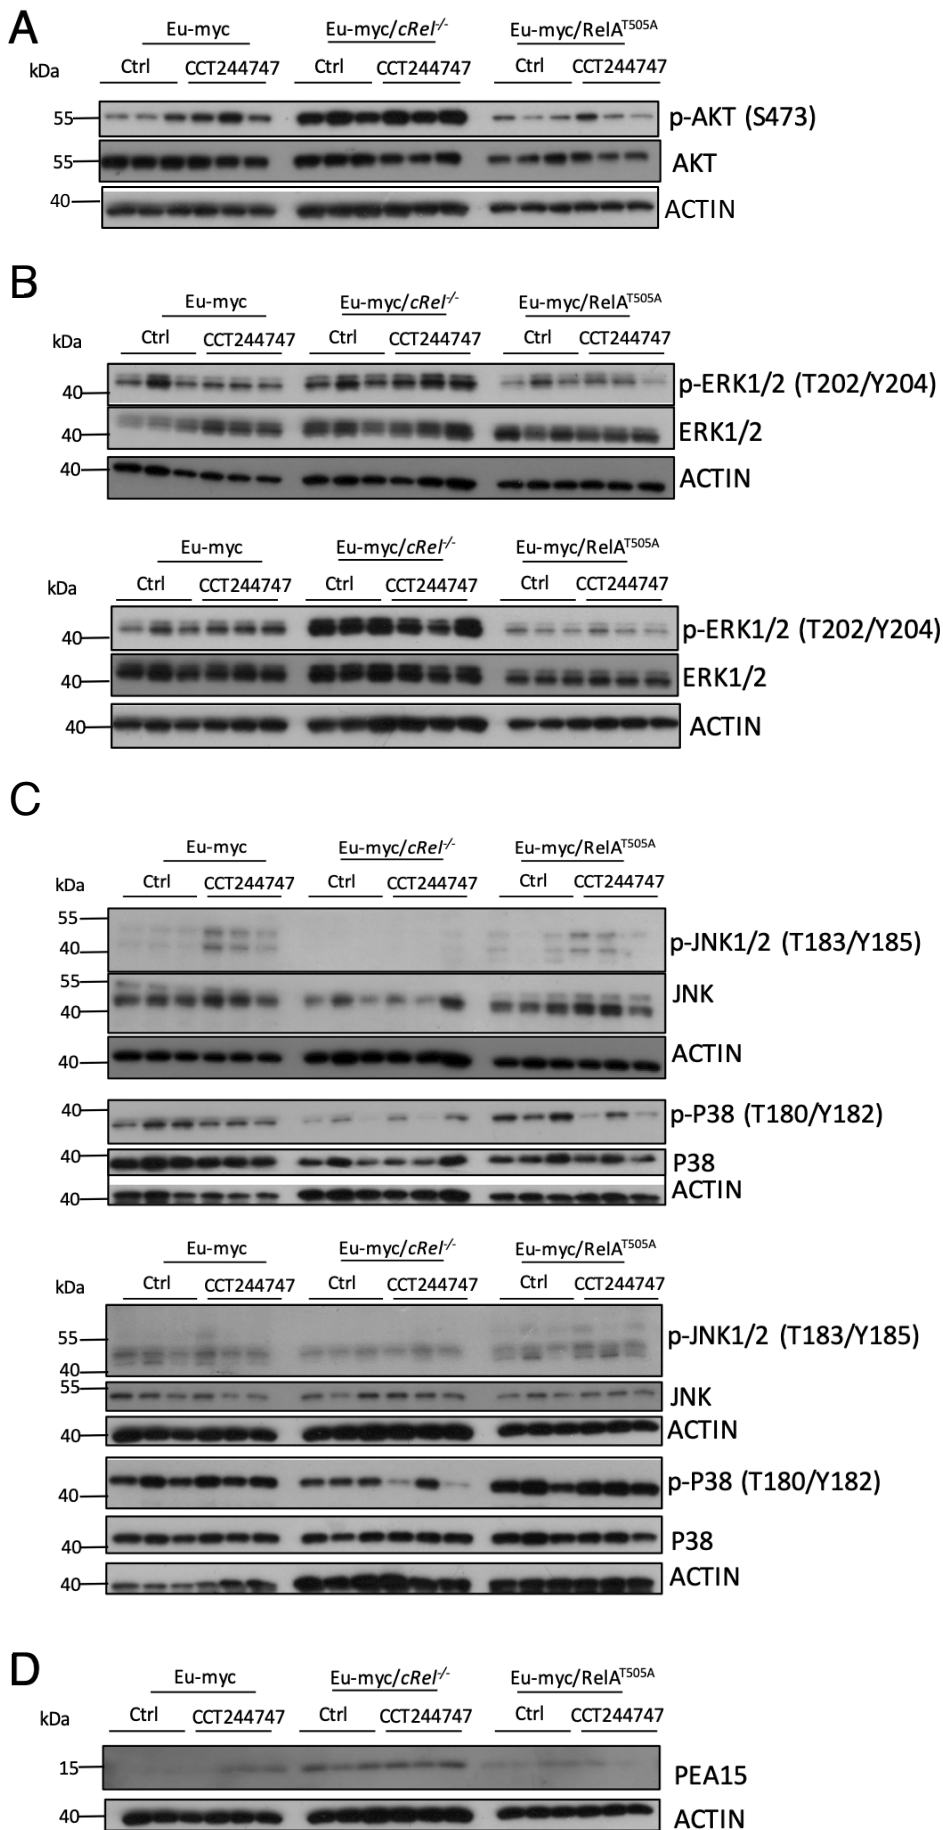 A
Eu-myc Eu-myc/cRel-/- Eu-myc/RelAT505A
kDa Ctrl CCT244747 Ctrl CCT244747 Ctrl CCT244747
55 p-AKT (S473)
55 AKT
40 ACTIN
B
Eu-myc Eu-myc/cRel-/- Eu-myc/RelAT505A
kDa Ctrl CCT244747 Ctrl CCT244747 Ctrl CCT244747
40 p-ERK1/2 (T202/Y204)
40 ERK1/2
40 ACTIN
Eu-myc Eu-myc/cRel-/- Eu-myc/RelAT505A
kDa Ctrl CCT244747 Ctrl CCT244747 Ctrl CCT244747
40 p-ERK1/2 (T202/Y204)
40 ERK1/2
40 ACTIN
C
Eu-myc Eu-myc/cRel-/- Eu-myc/RelAT505A
kDa Ctrl CCT244747 Ctrl CCT244747 Ctrl CCT244747
55
40 p-JNK1/2 (T183/Y185)
55 JNK
40
40 ACTIN
40 p-P38 (T180/Y182)
40 P38
40 ACTIN
Eu-myc Eu-myc/cRel-/- Eu-myc/RelAT505A
kDa Ctrl CCT244747 Ctrl CCT244747 Ctrl CCT244747
55 p-JNK1/2 (T183/Y185)
40
55 JNK
40 ACTIN
40 p-P38 (T180/Y182)
40 P38
40 ACTIN
D
Eu-myc Eu-myc/cRel-/- Eu-myc/RelAT505A
kDa Ctrl CCT244747 Ctrl CCT244747 Ctrl CCT244747
15 PEA15
40 ACTIN